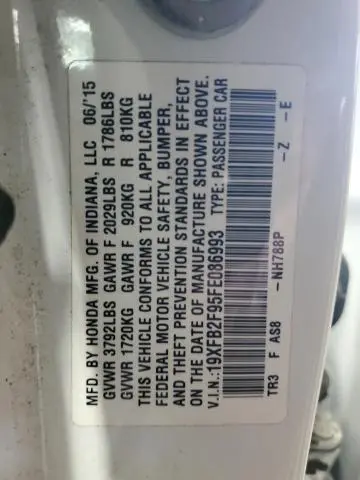 MFD. BY HONDA MFG. OF INDIANA, LLC 06/'15
GVWR 3792LBS GAWR F 2029LBS R 1786LBS
GVWR 1720KG GAWR F 920KG R 810KG
THIS VEHICLE CONFORMS TO ALL APPLICABLE
FEDERAL MOTOR VEHICLE SAFETY, BUMPER,
AND THEFT PREVENTION STANDARDS IN EFFECT
ON THE DATE OF MANUFACTURE SHOWN ABOVE.
V.I.N.: 19XFB2F95FE086993 TYPE: PASSENGER CAR
TR3 F AS8 -NH788P -Z -E